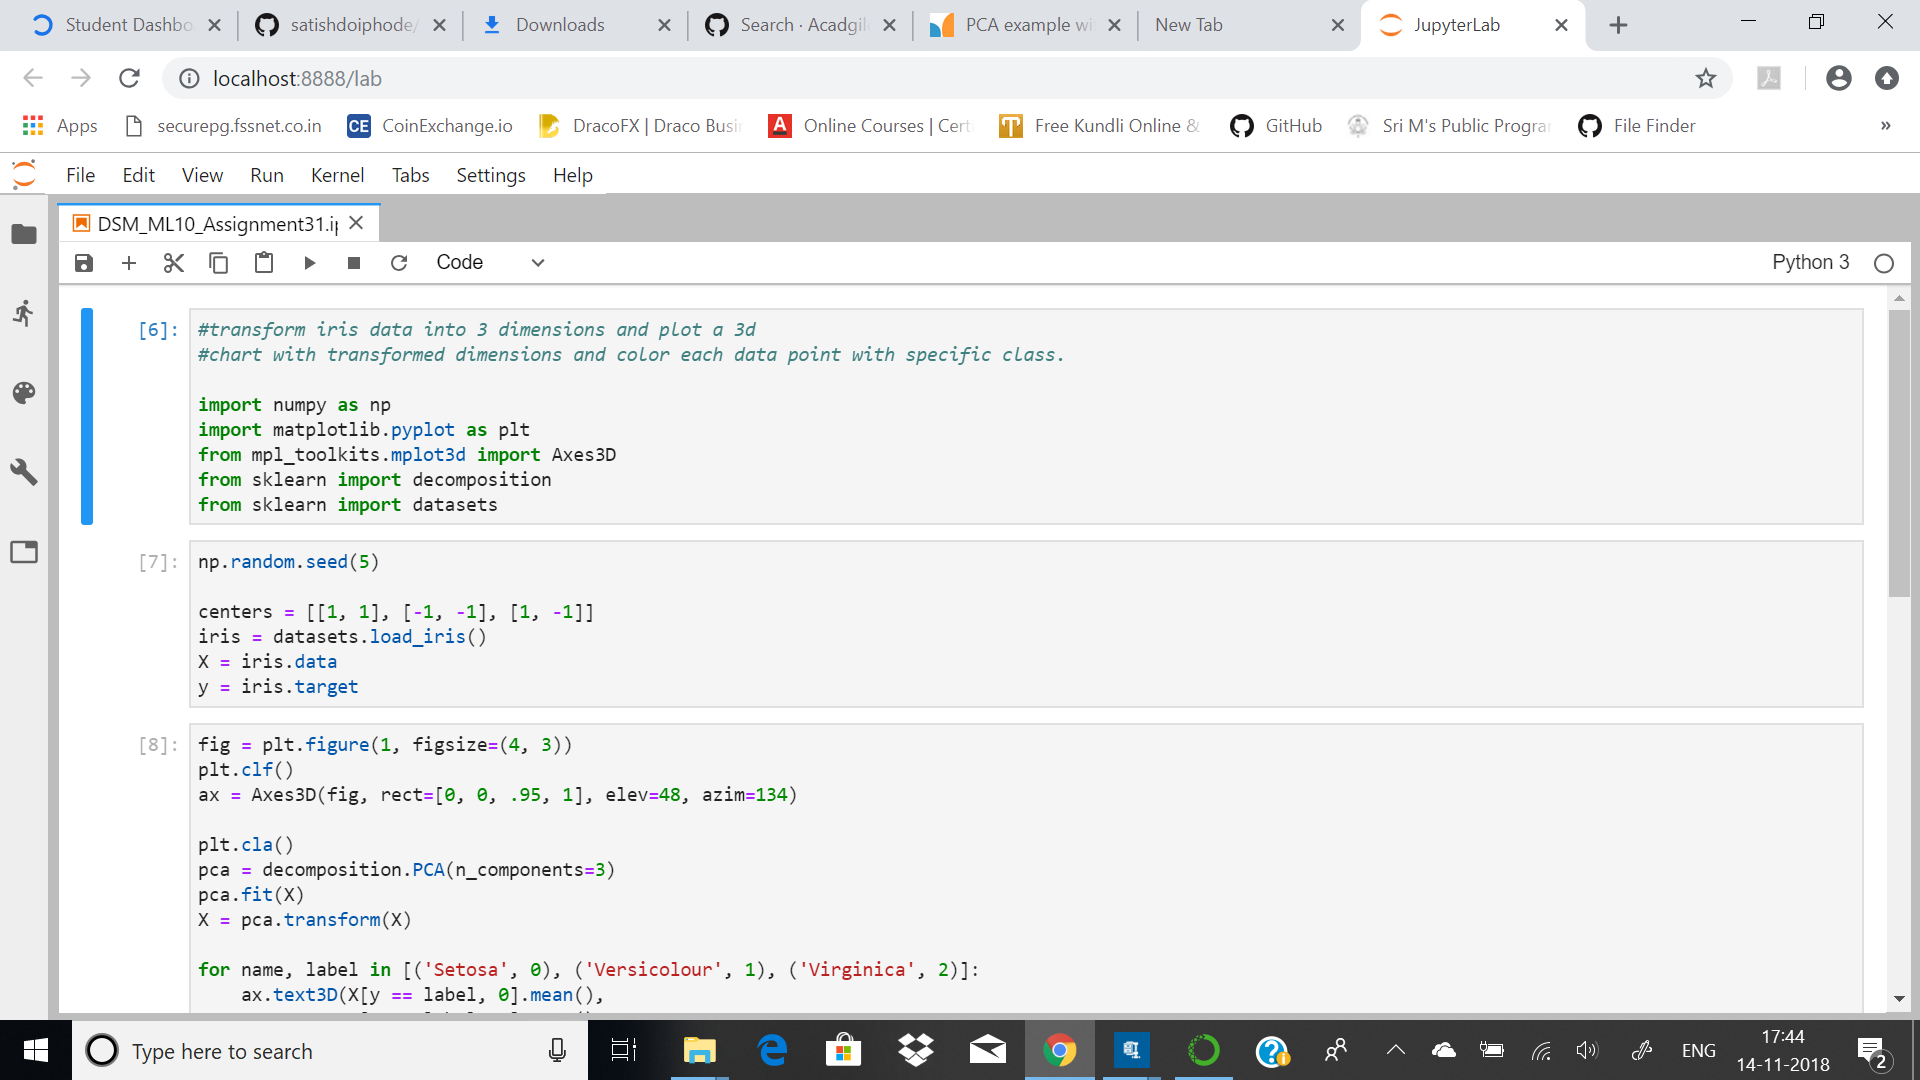 Student Dashbo
satishdoiphode/
Downloads
Search · Acadgil
PCA example wi
New Tab
JupyterLab
localhost:8888/lab
Apps
securepg.fssnet.co.in
CE
CoinExchange.io
DracoFX | Draco Busi
A
Online Courses | Cert
T
Free Kundli Online &
GitHub
Sri M's Public Progra
File Finder
»
File
Edit
View
Run
Kernel
Tabs
Settings
Help
DSM_ML10_Assignment31.i
Code
Python 3
[6]:
#transform iris data into 3 dimensions and plot a 3d
#chart with transformed dimensions and color each data point with specific class.
import numpy as np
import matplotlib.pyplot as plt
from mpl_toolkits.mplot3d import Axes3D
from sklearn import decomposition
from sklearn import datasets
[7]:
np.random.seed(5)
centers = [[1, 1], [-1, -1], [1, -1]]
iris = datasets.load_iris()
X = iris.data
y = iris.target
[8]:
fig = plt.figure(1, figsize=(4, 3))
plt.clf()
ax = Axes3D(fig, rect=[0, 0, .95, 1], elev=48, azim=134)
plt.cla()
pca = decomposition.PCA(n_components=3)
pca.fit(X)
X = pca.transform(X)
for name, label in [('Setosa', 0), ('Versicolour', 1), ('Virginica', 2)]:
ax.text3D(X[y == label, 0].mean(),
Type here to search
ENG
17:44
14-11-2018
2